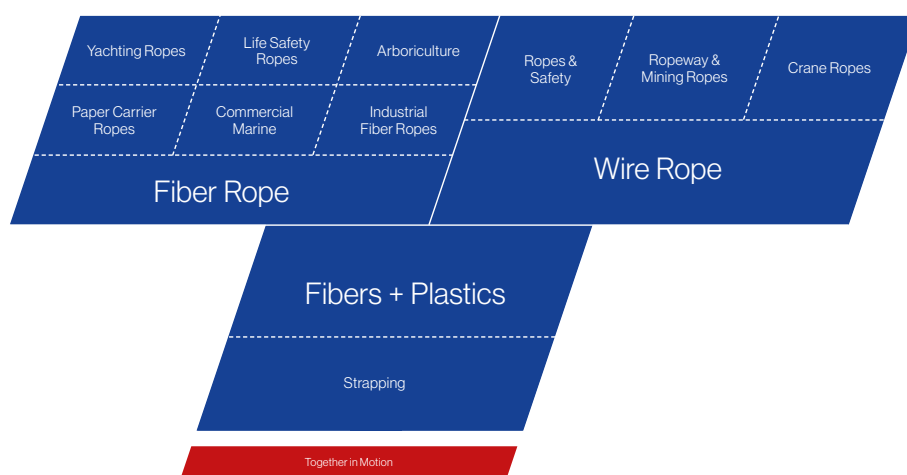 Yachting Ropes
Life Safety
Ropes
Arboriculture
Paper Carrier
Ropes
Commercial
Marine
Industrial
Fiber Ropes
Fiber Rope
Ropes &
Safety
Ropeway &
Mining Ropes
Crane Ropes
Wire Rope
Fibers + Plastics
Strapping
Together in Motion